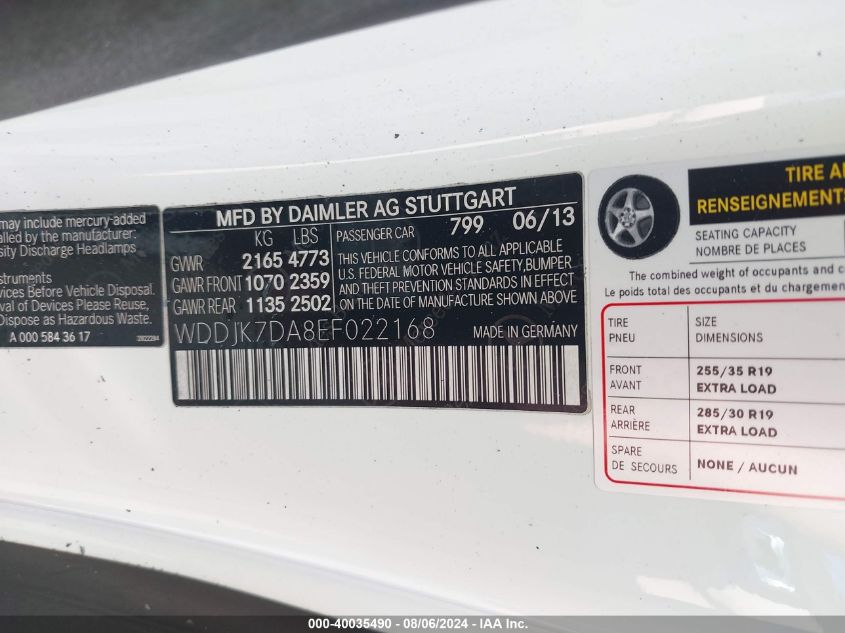 may include mercury-added
alled by the manufacturer:
sity Discharge Headlamps
nstruments
vices Before Vehicle Disposal.
val of Devices Please Reuse,
Dispose as Hazardous Waste.
A 000 584 36 17
MFD BY DAIMLER AG STUTTGART
KG LBS PASSENGER CAR 799 06/13
GVWR 2165 4773
GAWR FRONT 1070 2359
GAWR REAR 1135 2502
THIS VEHICLE CONFORMS TO ALL APPLICABLE
U.S. FEDERAL MOTOR VEHICLE SAFETY, BUMPER
AND THEFT PREVENTION STANDARDS IN EFFECT
ON THE DATE OF MANUFACTURE SHOWN ABOVE
WDDJK7DA8EF022168 MADE IN GERMANY
TIRE A
RENSEIGNEMENTS
SEATING CAPACITY
NOMBRE DE PLACES
The combined weight of occupants and c
Le poids total des occupants et du chargemen
TIRE SIZE
PNEU DIMENSIONS
FRONT 255/35 R19
AVANT EXTRA LOAD
REAR 285/30 R19
ARRIÈRE EXTRA LOAD
SPARE
DE SECOURS NONE / AUCUN
000-40035490 - 08/06/2024 - IAA Inc.